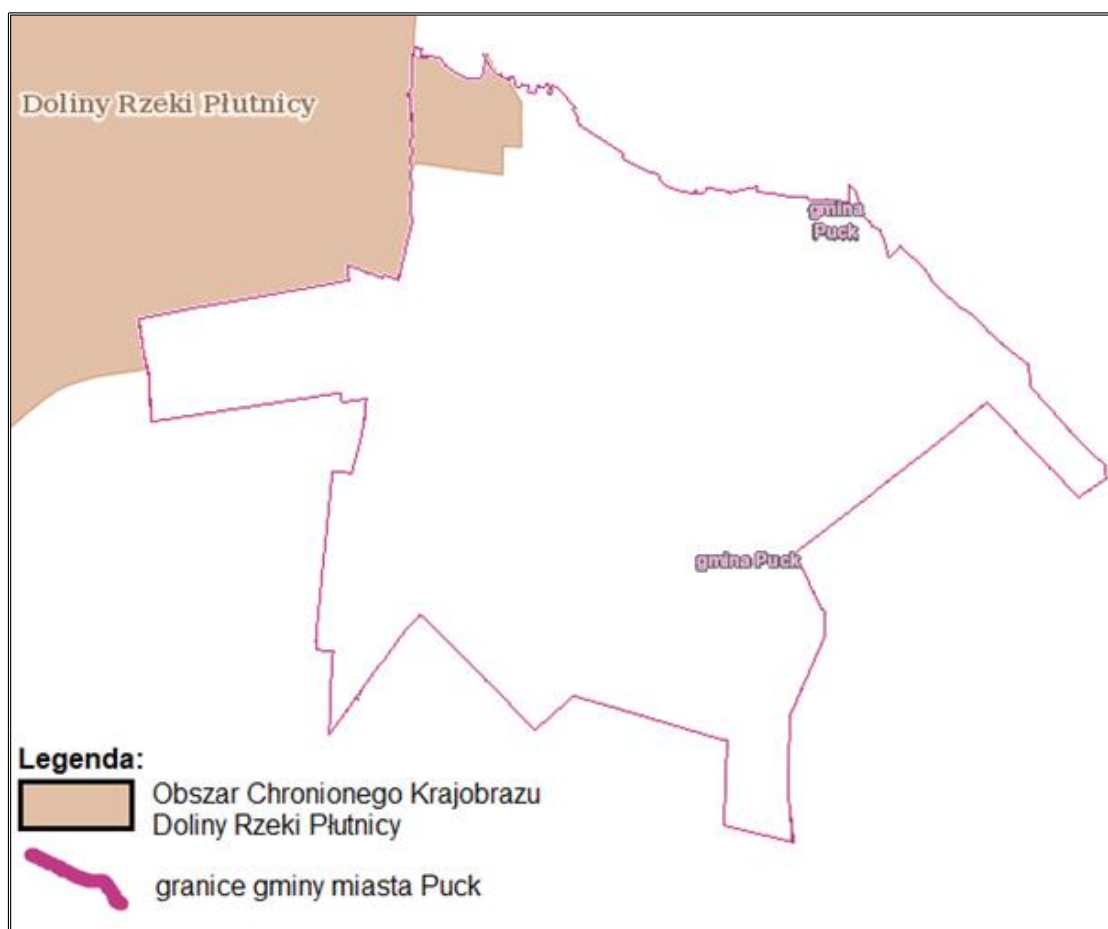 Doliny Rzeki Płutnicy
gmina
Puck
gmina Puck
Legenda:
Obszar Chronionego Krajobrazu
Doliny Rzeki Płutnicy
granice gminy miasta Puck